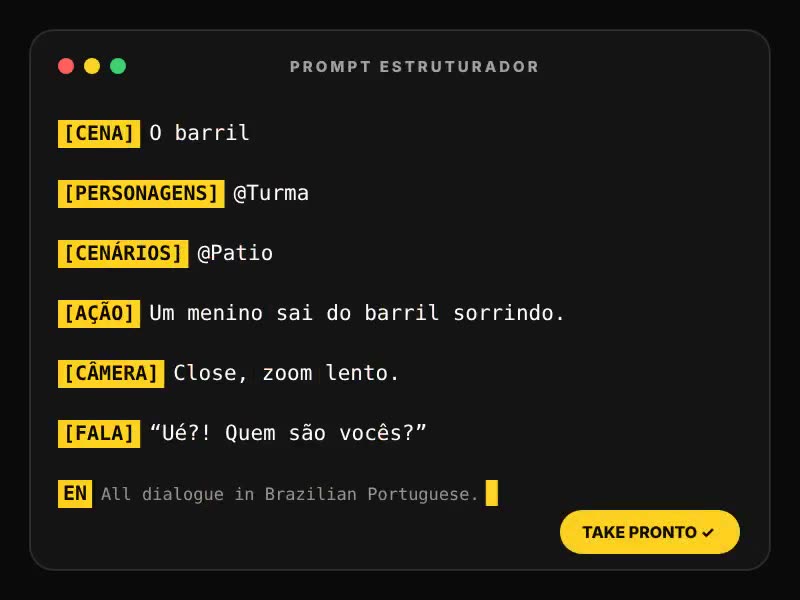 PROMPT ESTRUTURADOR
[CENA] O barril
[PERSONAGENS] @Turma
[CENÁRIOS] @Patio
[AÇÃO] Um menino sai do barril sorrindo.
[CÂMERA] Close, zoom lento.
[FALA] “Ué?! Quem são vocês?”
EN All dialogue in Brazilian Portuguese.
TAKE PRONTO ✓